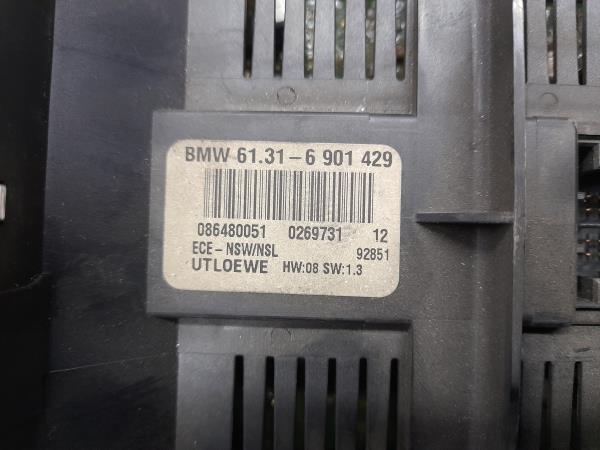 BMW 61.31-6 901 429
086480051 0269731 12
ECE-NSW/NSL 92851
UTLOEWE HW:08 SW:1.3